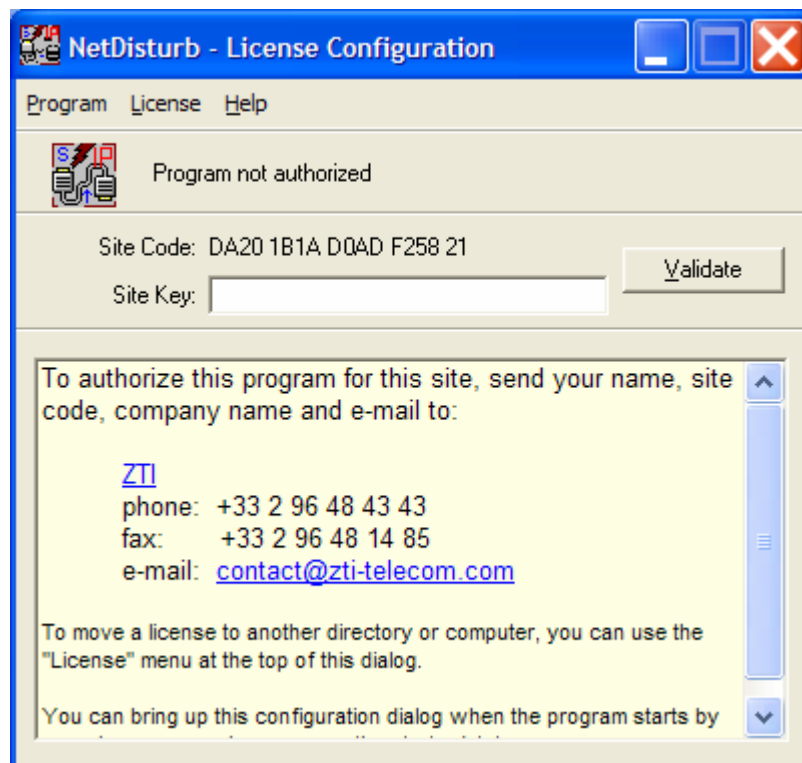 NetDisturb - License Configuration
Program License Help
Program not authorized
Site Code: DA20 1B1A D0AD F258 21
Validate
Site Key:
To authorize this program for this site, send your name, site
code, company name and e-mail to:
ZTI
phone: +33 2 96 48 43 43
fax: +33 2 96 48 14 85
e-mail: contact@zti-telecom.com
To move a license to another directory or computer, you can use the
"License" menu at the top of this dialog.
You can bring up this configuration dialog when the program starts by